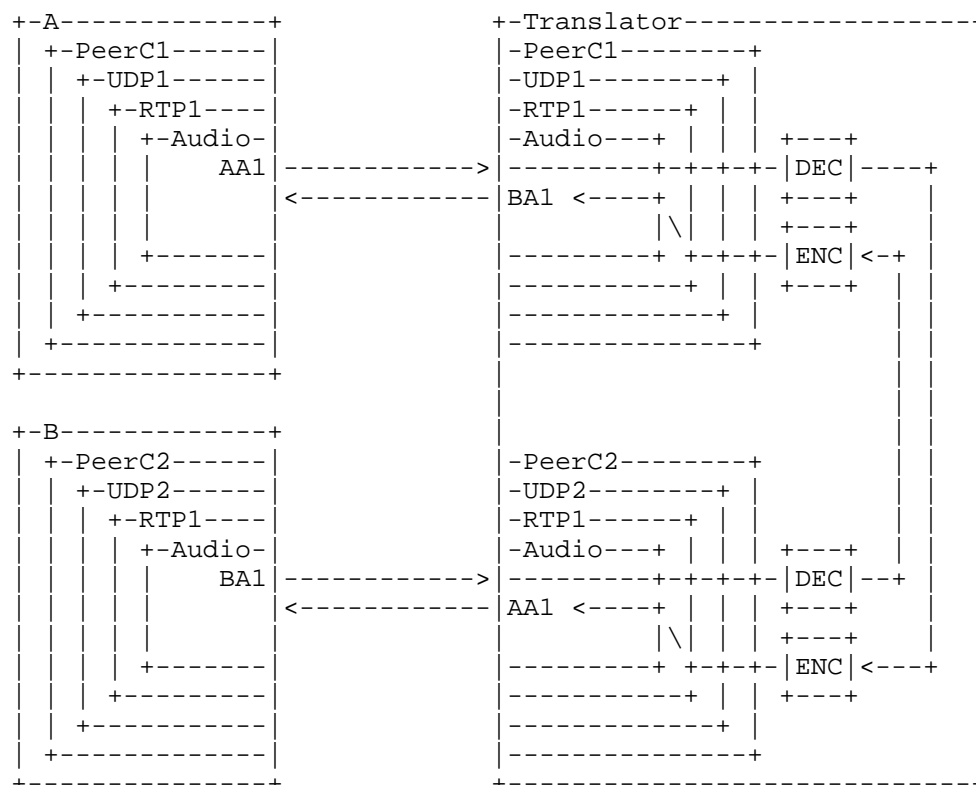 +-A-------------+             +-Translator------------------
| +-PeerC1------|             |-PeerC1--------+
| | +-UDP1------|             |-UDP1--------+ |
| | | +-RTP1----|             |-RTP1------+ | |
| | | | +-Audio-|             |-Audio---+ | | | +---+
| | | | |    AA1|------------>|---------+-+-+-+-|DEC|----+
| | | | |       |<------------|BA1 <----+ | | | +---+    |
| | | | |       |             |         |\| | | +---+    |
| | | | +-------|             |---------+ +-+-+-|ENC|<-+ |
| | | +---------|             |-----------+ | | +---+  | |
| | +-----------|             |-------------+ |        | |
| +-------------|             |---------------+        | |
+---------------+             |                        | |
                              |                        | |
+-B-------------+             |                        | |
| +-PeerC2------|             |-PeerC2--------+        | |
| | +-UDP2------|             |-UDP2--------+ |        | |
| | | +-RTP1----|             |-RTP1------+ | |        | |
| | | | +-Audio-|             |-Audio---+ | | | +---+  | |
| | | | |    BA1|------------>|---------+-+-+-+-|DEC|--+ |
| | | | |       |<------------|AA1 <----+ | | | +---+    |
| | | | |       |             |         |\| | | +---+    |
| | | | +-------|             |---------+ +-+-+-|ENC|<---+
| | | +---------|             |-----------+ | | +---+
| | +-----------|             |-------------+ |
| +-------------|             |---------------+
+---------------+             +-----------------------------